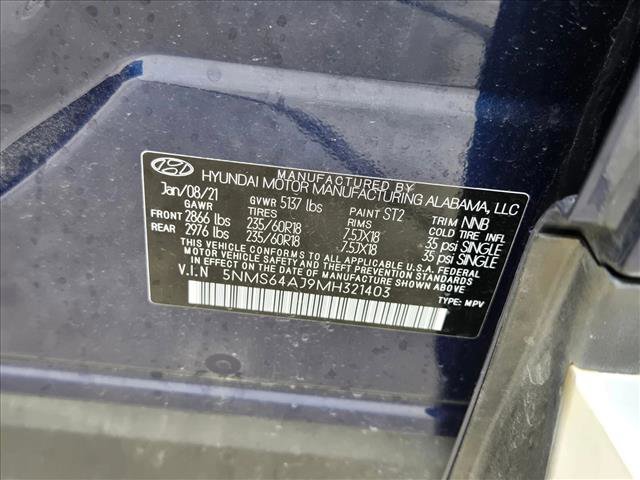 MANUFACTURED BY
HYUNDAI MOTOR MANUFACTURING ALABAMA, LLC
Jan/08/21 GVWR 5137 lbs PAINT ST2 TRIM NNB
GAWR TIRES RIMS COLD TIRE INFL
FRONT 2866 lbs 235/60R18 7.5JX18 35 psi SINGLE
REAR 2976 lbs 235/60R18 7.5JX18 35 psi SINGLE
THIS VEHICLE CONFORMS TO ALL APPLICABLE U.S.A. FEDERAL
MOTOR VEHICLE SAFETY AND THEFT PREVENTION STANDARDS
IN EFFECT ON THE DATE OF MANUFACTURE SHOWN ABOVE.
V.I.N 5NMS64AJ9MH321403
TYPE: MPV